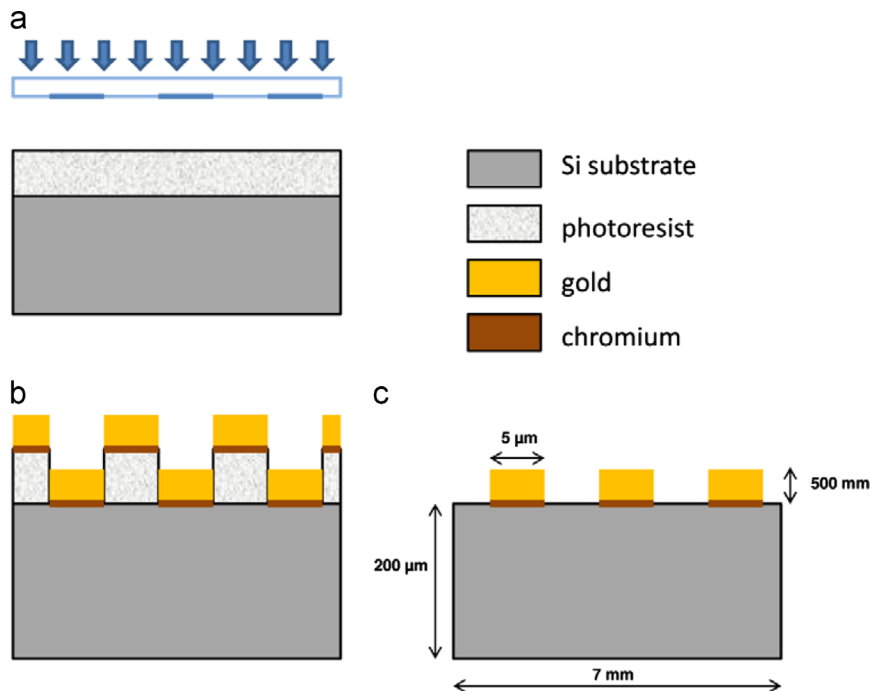 a
Si substrate
photoresist
gold
chromium
b
c
5 µm
500 mm
200 µm
7 mm